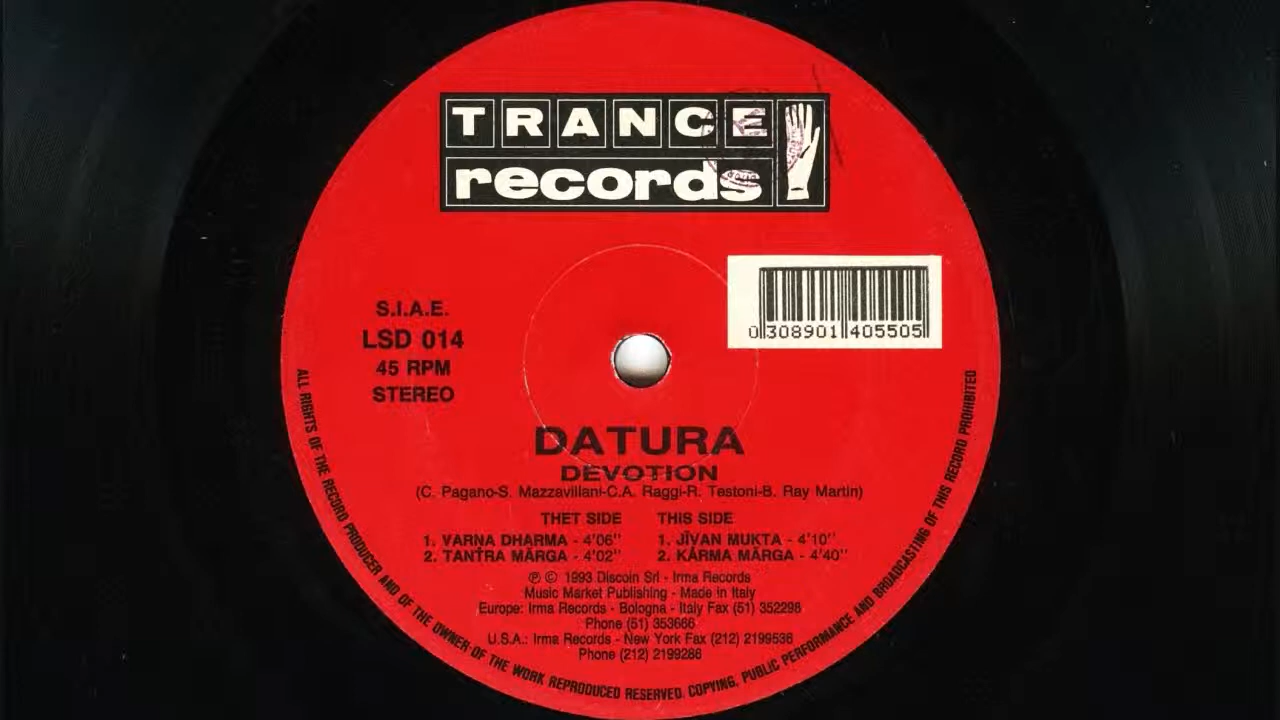 TRANCE
records
0 308901 405505
S.I.A.E.
LSD 014
45 RPM
STEREO
DATURA
DEVOTION
(C. Pagano-S. Mazzavillani-C.A. Raggi-R. Testoni-B. Ray Martin)
THET SIDE
1. VARNA DHARMA - 4'06"
2. TANTRA MĀRGA - 4'02"
THIS SIDE
1. JĪVAN MUKTA - 4'10"
2. KĀRMA MĀRGA - 4'40"
℗ © 1993 Discoin Srl - Irma Records
Music Market Publishing - Made in Italy
Europe: Irma Records - Bologna - Italy Fax (51) 352298
Phone (51) 353666
U.S.A.: Irma Records - New York Fax (212) 2199536
Phone (212) 2199286
ALL RIGHTS OF THE RECORD PRODUCER AND OF THE OWNER OF THE WORK REPRODUCED RESERVED. COPYING, PUBLIC PERFORMANCE AND BROADCASTING OF THIS RECORD PROHIBITED